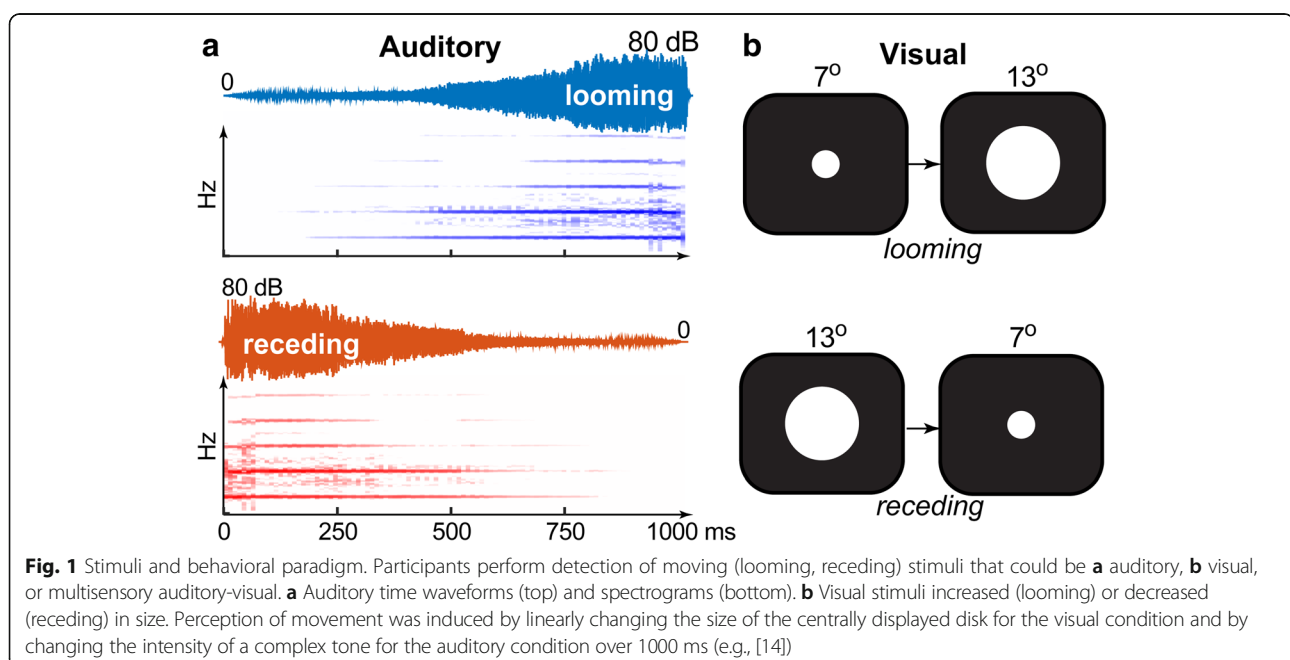 a Auditory
80 dB
0
looming
Hz
80 dB
receding
0
Hz
0 250 500 750 1000 ms
b Visual
7º 13º
looming
13º 7º
receding
Fig. 1 Stimuli and behavioral paradigm. Participants perform detection of moving (looming, receding) stimuli that could be a auditory, b visual,
or multisensory auditory-visual. a Auditory time waveforms (top) and spectrograms (bottom). b Visual stimuli increased (looming) or decreased
(receding) in size. Perception of movement was induced by linearly changing the size of the centrally displayed disk for the visual condition and by
changing the intensity of a complex tone for the auditory condition over 1000 ms (e.g., [14])